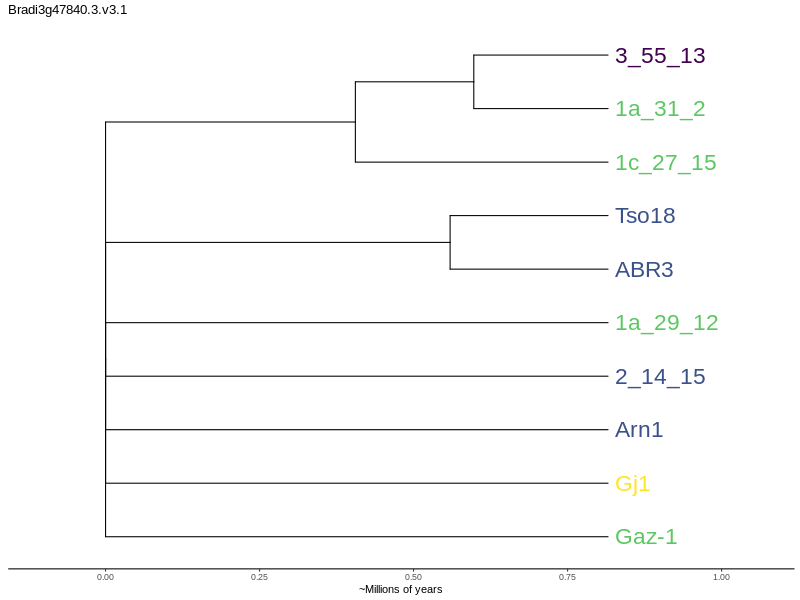 Bradi3g47840.3.v3.1
3_55_13
1a_31_2
1c_27_15
Tso18
ABR3
1a_29_12
2_14_15
Arn1
Gj1
Gaz-1
0.00 0.25 0.50 0.75 1.00
~Millions of years